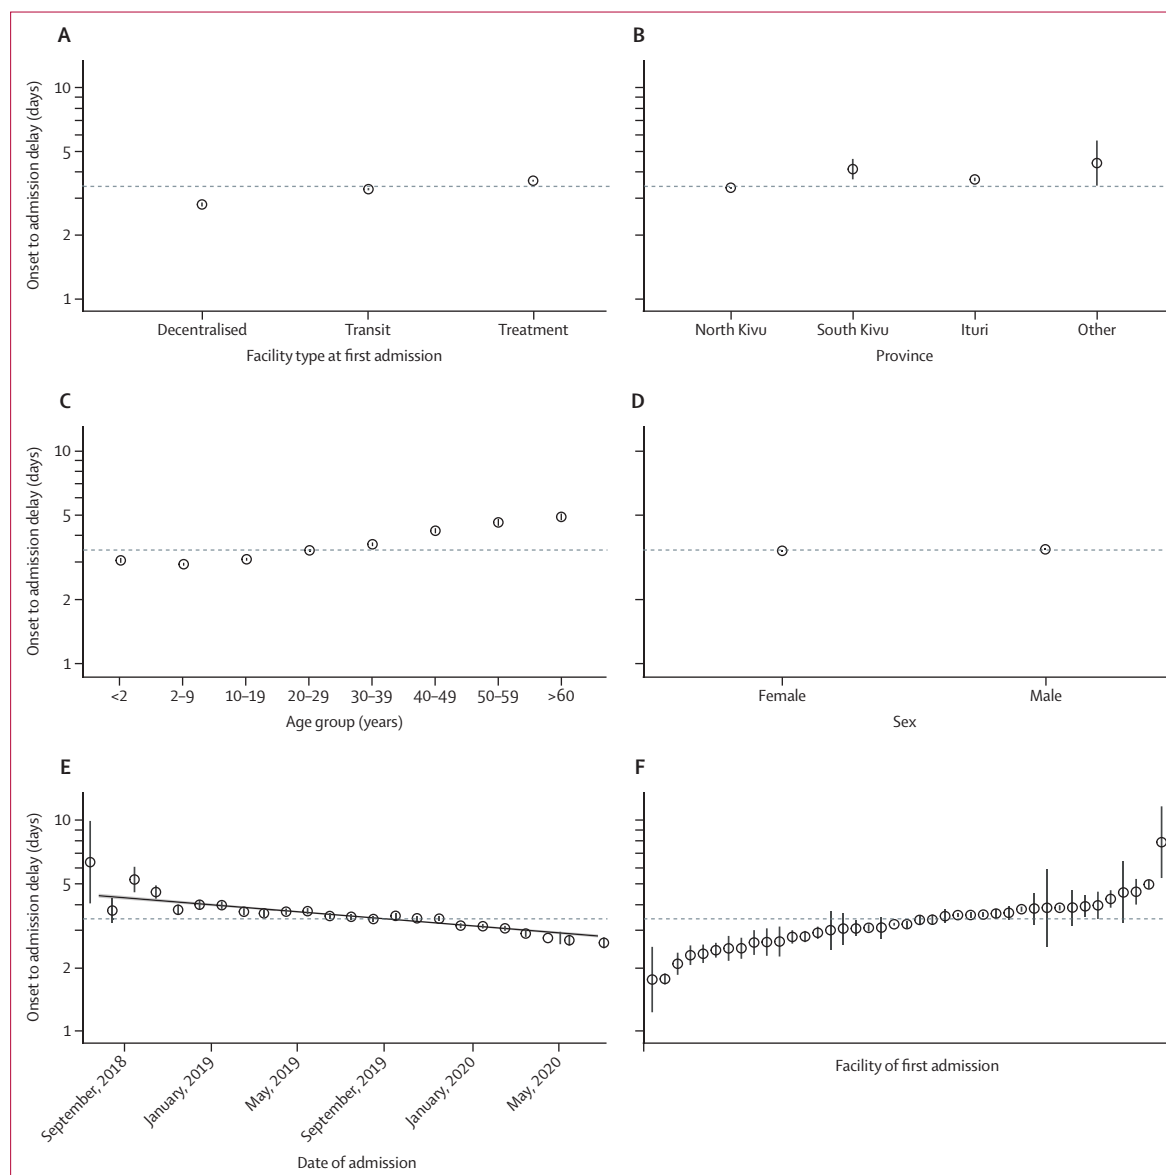 A
Onset to admission delay (days)
10
5
2
1
Decentralised
Transit
Treatment
Facility type at first admission
B
North Kivu
South Kivu
Ituri
Other
Province
C
Onset to admission delay (days)
10
5
2
1
<2
2–9
10–19
20–29
30–39
40–49
50–59
>60
Age group (years)
D
Female
Male
Sex
E
Onset to admission delay (days)
10
5
2
1
September, 2018
January, 2019
May, 2019
September, 2019
January, 2020
May, 2020
Date of admission
F
Facility of first admission